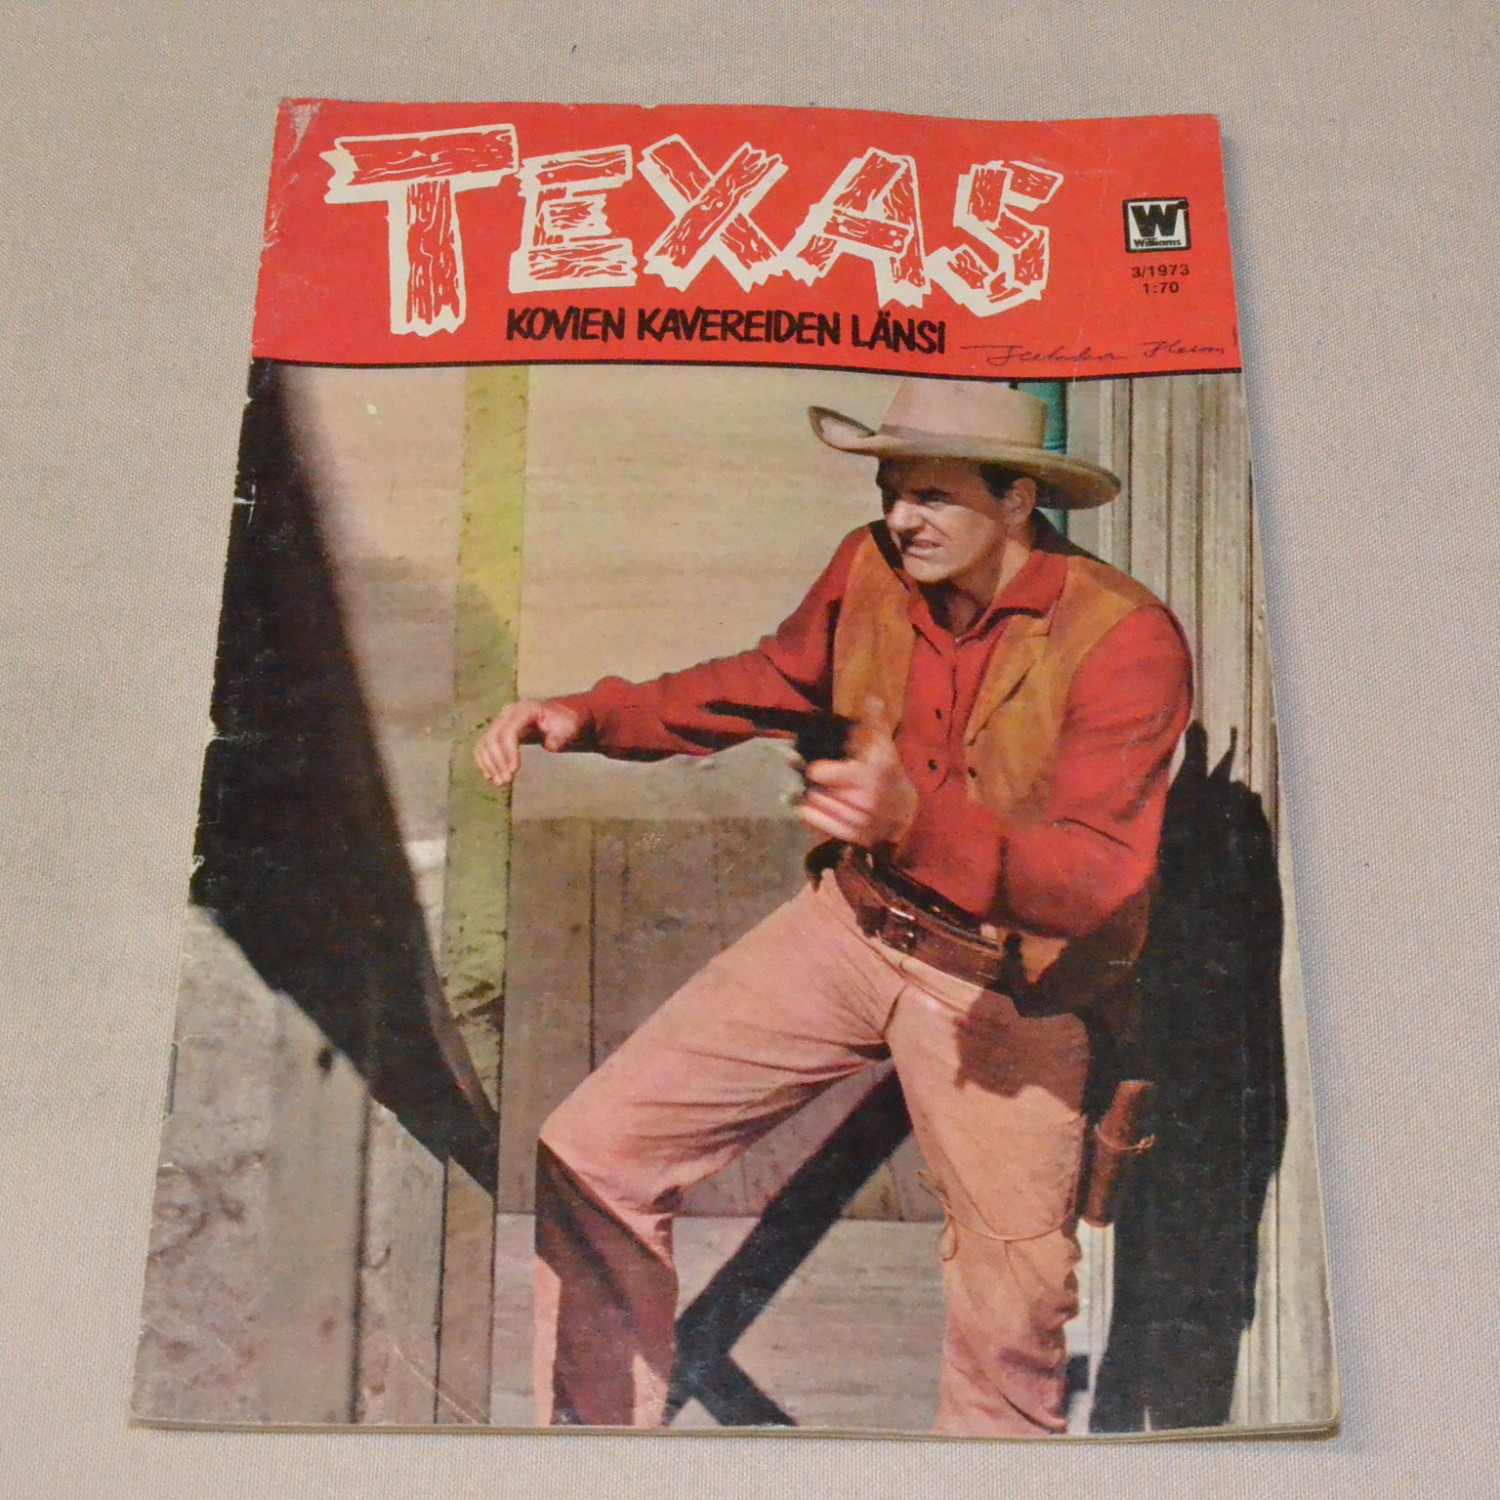 TEXAS
KOVIEN KAVEREIDEN LÄNSI
W
Williams
3/1973
1:70